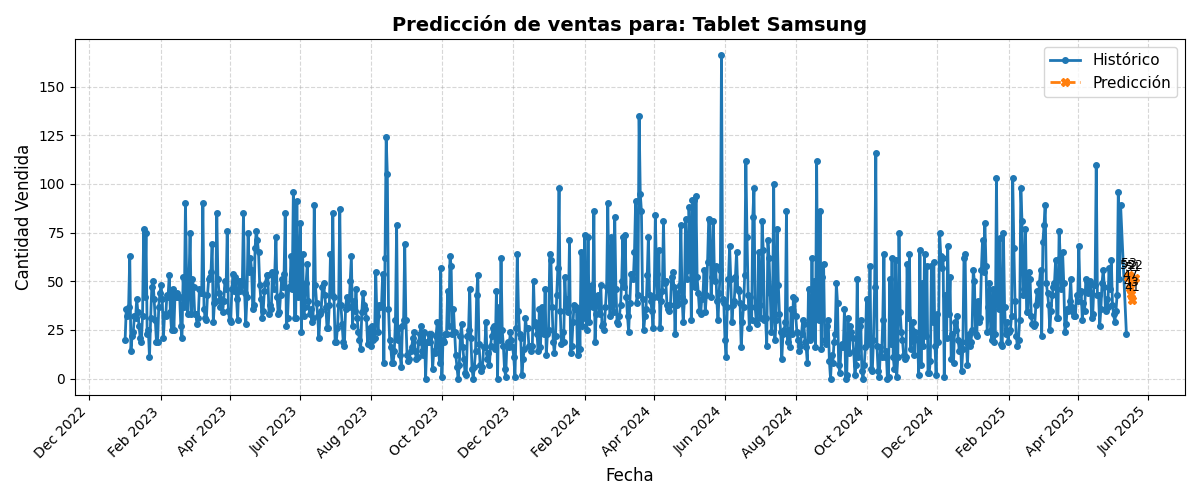 Predicción de ventas para: Tablet Samsung
Histórico
Predicción
Cantidad Vendida
150
125
100
75
50
25
0
52
41
Dec 2022
Feb 2023
Apr 2023
Jun 2023
Aug 2023
Oct 2023
Dec 2023
Feb 2024
Apr 2024
Jun 2024
Aug 2024
Oct 2024
Dec 2024
Feb 2025
Apr 2025
Jun 2025
Fecha